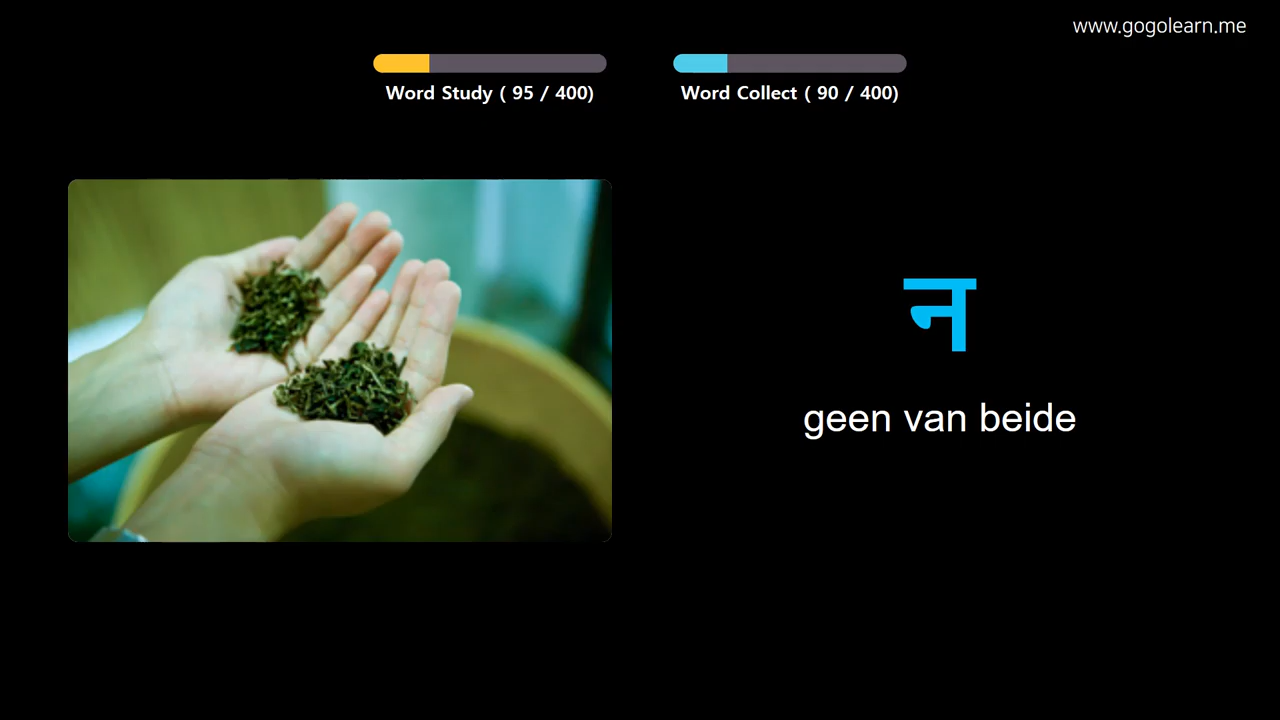 www.gogolearn.me
Word Study ( 95 / 400)
Word Collect ( 90 / 400)
न
geen van beide